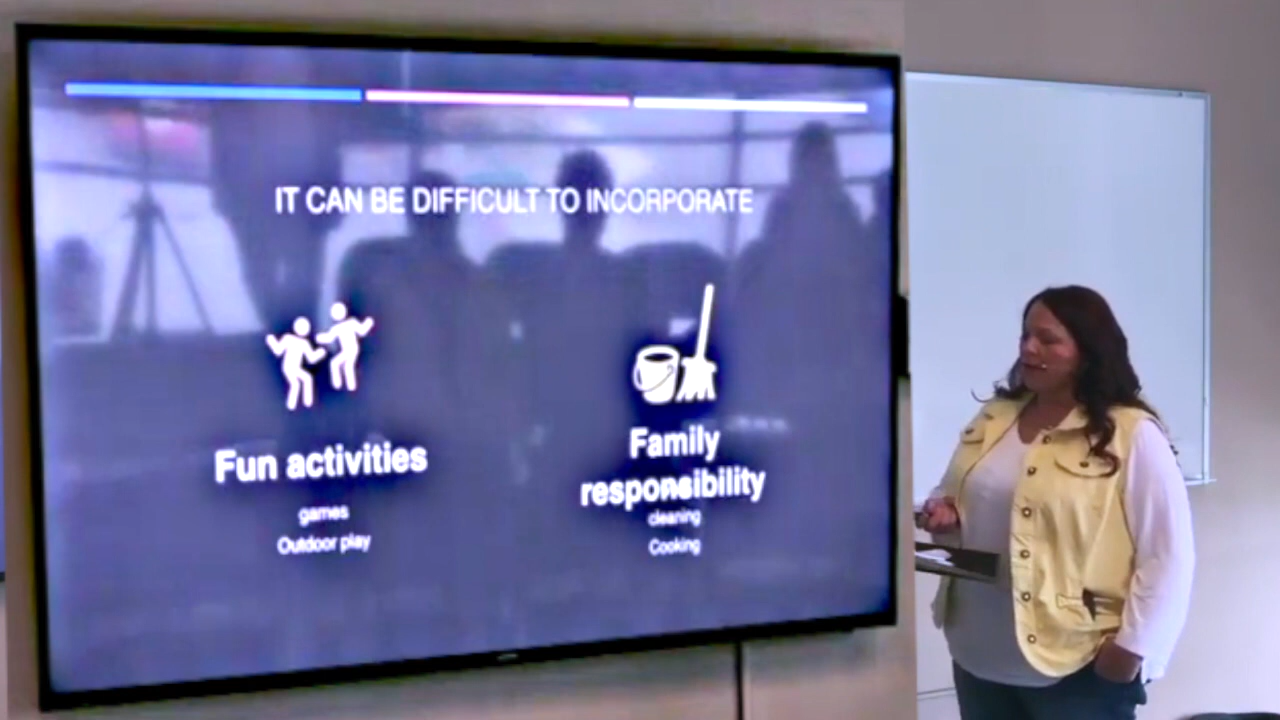 IT CAN BE DIFFICULT TO INCORPORATE
Fun activities
games
Outdoor play
Family
responsibility
cleaning
Cooking